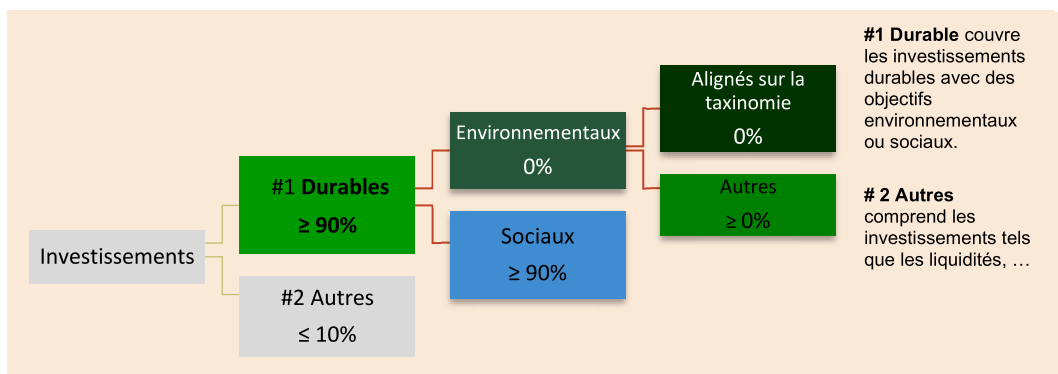 Investissements
#1 Durables
≥ 90%
#2 Autres
≤ 10%
Environnementaux
0%
Sociaux
≥ 90%
Alignés sur la
taxinomie
0%
Autres
≥ 0%
#1 Durable couvre
les investissements
durables avec des
objectifs
environnementaux
ou sociaux.
# 2 Autres
comprend les
investissements tels
que les liquidités, …